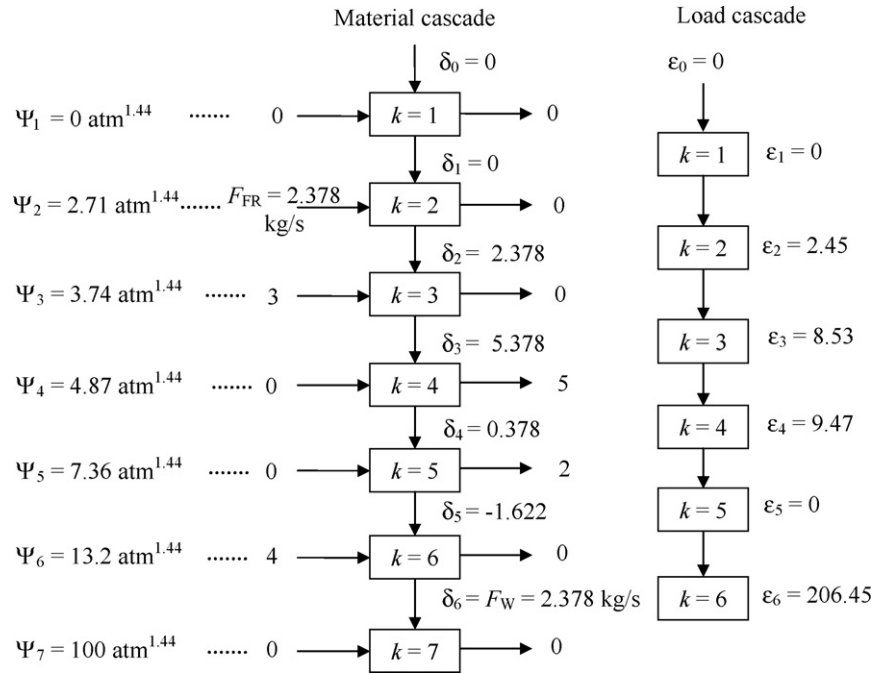 Material cascade
Load cascade
δ₀ = 0
ε₀ = 0
Ψ₁ = 0 atm¹·⁴⁴ ....... 0 k = 1 0
δ₁ = 0
k = 1 ε₁ = 0
Ψ₂ = 2.71 atm¹·⁴⁴ ....... F_FR = 2.378 kg/s k = 2 0
δ₂ = 2.378
k = 2 ε₂ = 2.45
Ψ₃ = 3.74 atm¹·⁴⁴ ...... 3 k = 3 0
δ₃ = 5.378
k = 3 ε₃ = 8.53
Ψ₄ = 4.87 atm¹·⁴⁴ ....... 0 k = 4 5
δ₄ = 0.378
k = 4 ε₄ = 9.47
Ψ₅ = 7.36 atm¹·⁴⁴ ....... 0 k = 5 2
δ₅ = -1.622
k = 5 ε₅ = 0
Ψ₆ = 13.2 atm¹·⁴⁴ ...... 4 k = 6 0
δ₆ = F_W = 2.378 kg/s
k = 6 ε₆ = 206.45
Ψ₇ = 100 atm¹·⁴⁴ ....... 0 k = 7 0